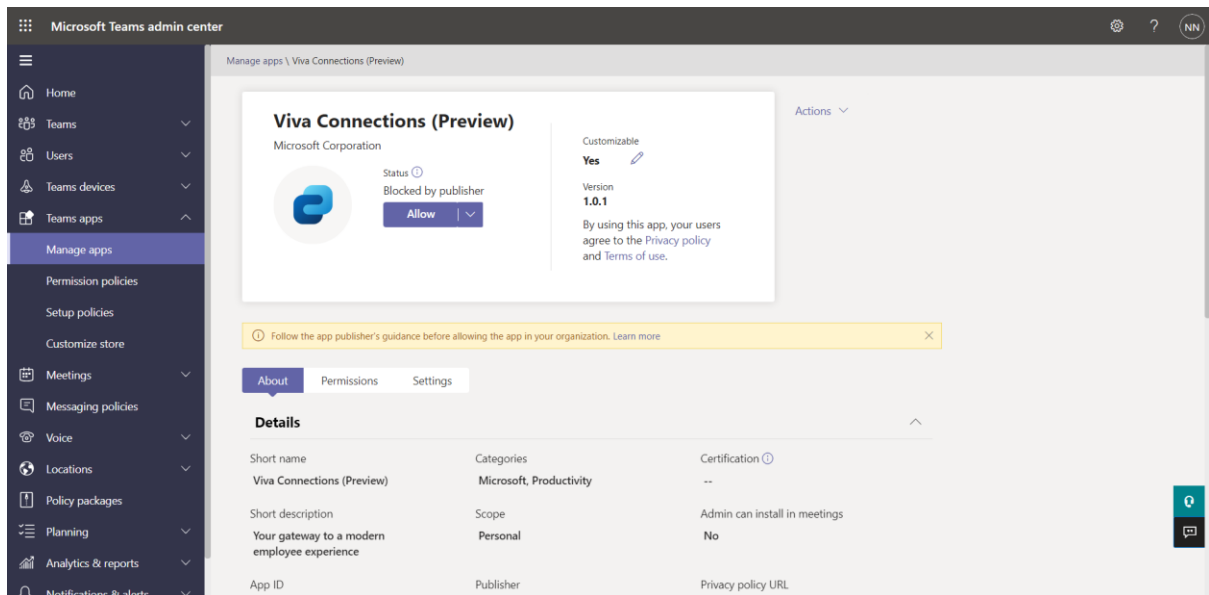 Microsoft Teams admin center
?
NN
Home
Teams
Users
Teams devices
Teams apps
Manage apps
Permission policies
Setup policies
Customize store
Meetings
Messaging policies
Voice
Locations
Policy packages
Planning
Analytics & reports
Notifications & alerts
Manage apps \ Viva Connections (Preview)
Viva Connections (Preview)
Microsoft Corporation
Status
Blocked by publisher
Allow
Customizable
Yes
Version
1.0.1
By using this app, your users
agree to the Privacy policy
and Terms of use.
Actions
Follow the app publisher's guidance before allowing the app in your organization. Learn more
About Permissions Settings
Details
Short name
Viva Connections (Preview)
Categories
Microsoft, Productivity
Certification
--
Short description
Your gateway to a modern
employee experience
Scope
Personal
Admin can install in meetings
No
App ID
Publisher
Privacy policy URL